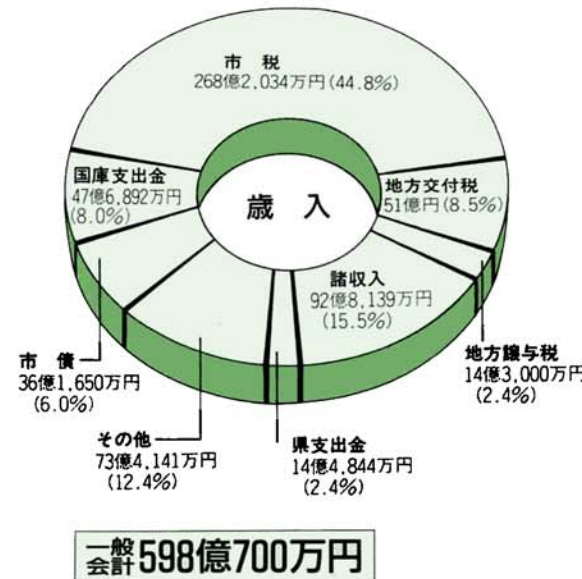 市税
268億2,034万円(44.8%)
国庫支出金
47億6,892万円
(8.0%)
地方交付税
51億円(8.5%)
歳入
諸収入
92億8,139万円
(15.5%)
市債
36億1,650万円
(6.0%)
地方譲与税
14億3,000万円
(2.4%)
その他
73億4,141万円
(12.4%)
県支出金
14億4,844万円
(2.4%)
一般会計 598億700万円